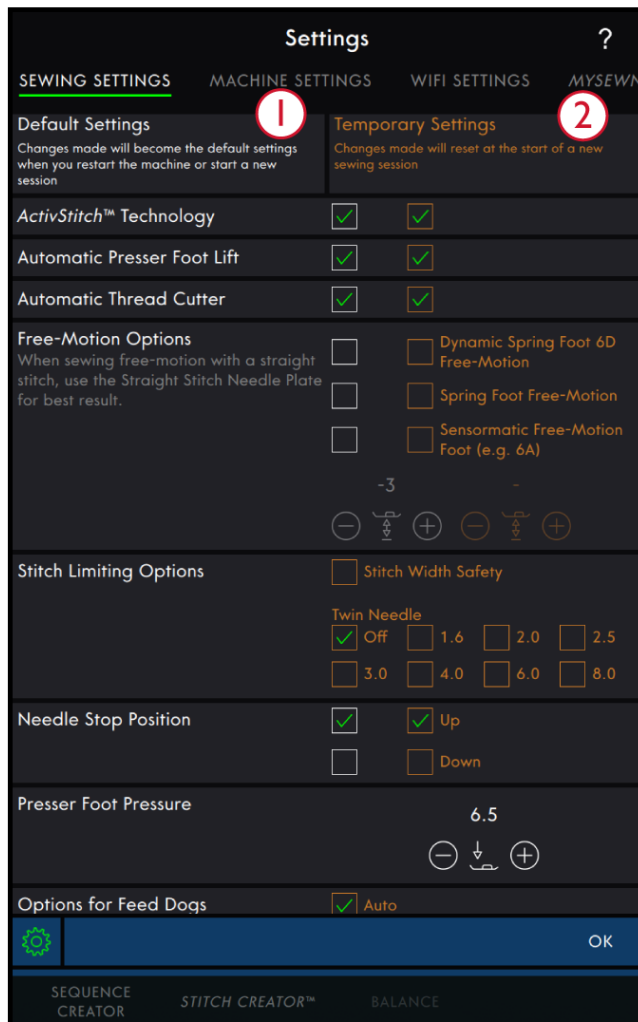 Settings
?
SEWING SETTINGS MACHINE SETTINGS WIFI SETTINGS MYSEWN
1 2
Default Settings
Changes made will become the default settings
when you restart the machine or start a new
session
Temporary Settings
Changes made will reset at the start of a new
sewing session
ActivStitch™ Technology
Automatic Presser Foot Lift
Automatic Thread Cutter
Free-Motion Options
When sewing free-motion with a straight
stitch, use the Straight Stitch Needle Plate
for best result.
Dynamic Spring Foot 6D
Free-Motion
Spring Foot Free-Motion
Sensormatic Free-Motion
Foot (e.g. 6A)
-3 -
Stitch Limiting Options
Stitch Width Safety
Twin Needle
Off 1.6 2.0 2.5
3.0 4.0 6.0 8.0
Needle Stop Position
Up
Down
Presser Foot Pressure
6.5
Options for Feed Dogs
Auto
OK
SEQUENCE
CREATOR
STITCH CREATOR™
BALANCE